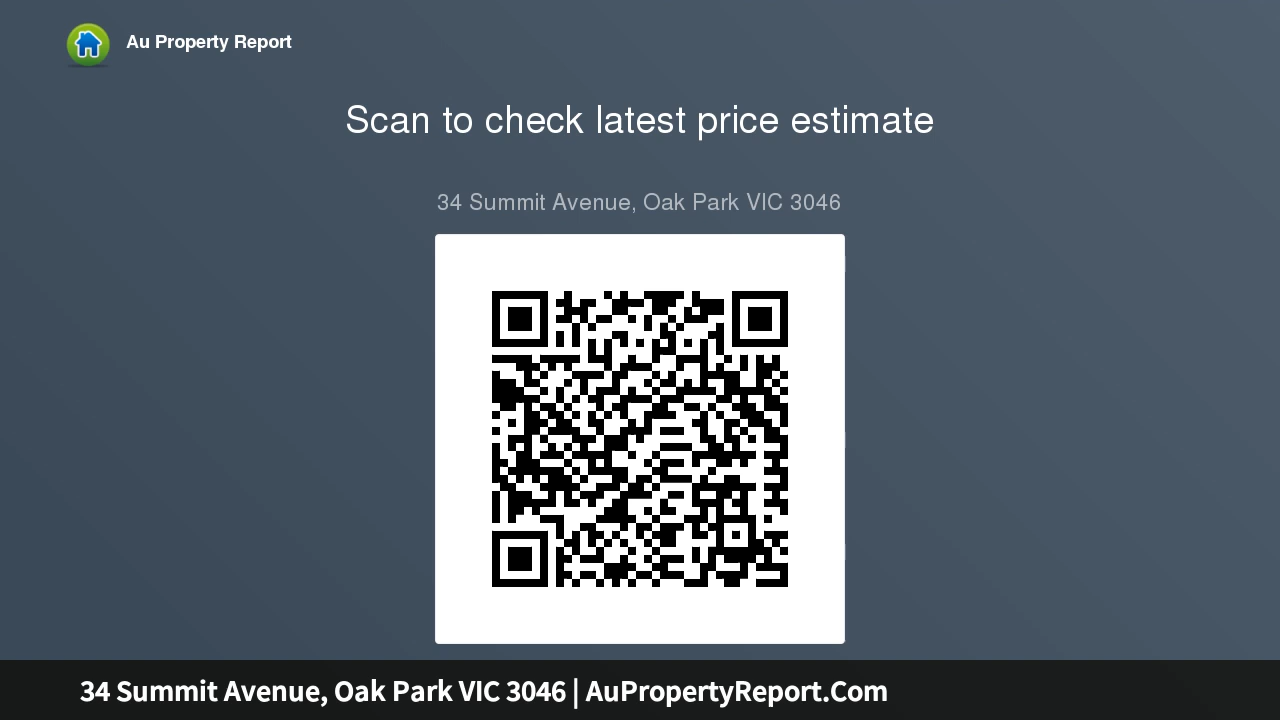 Au Property Report
Scan to check latest price estimate
34 Summit Avenue, Oak Park VIC 3046
34 Summit Avenue, Oak Park VIC 3046 | AuPropertyReport.Com